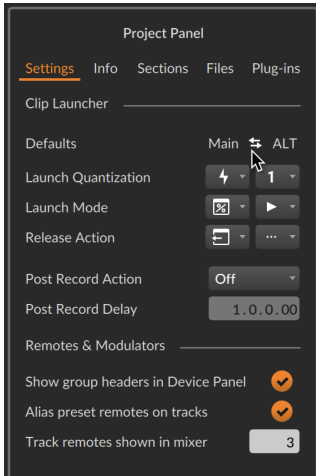 Project Panel
Settings Info Sections Files Plug-ins
Clip Launcher
Defaults Main ALT
Launch Quantization 1
Launch Mode
Release Action ...
Post Record Action Off
Post Record Delay 1.0.0.00
Remotes & Modulators
Show group headers in Device Panel
Alias preset remotes on tracks
Track remotes shown in mixer 3